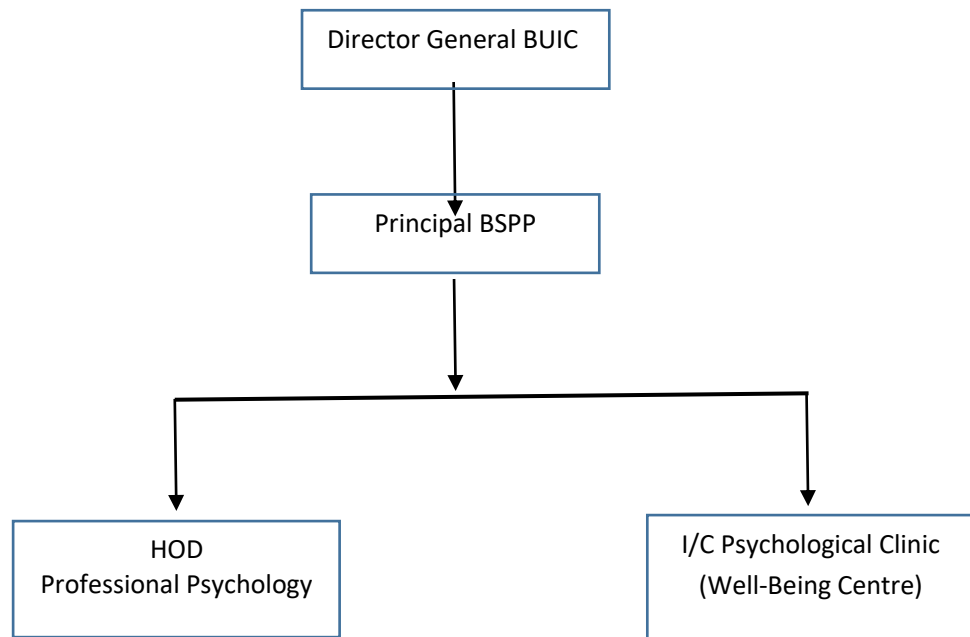 Director General BUIC
Principal BSPP
HOD
Professional Psychology
I/C Psychological Clinic
(Well-Being Centre)